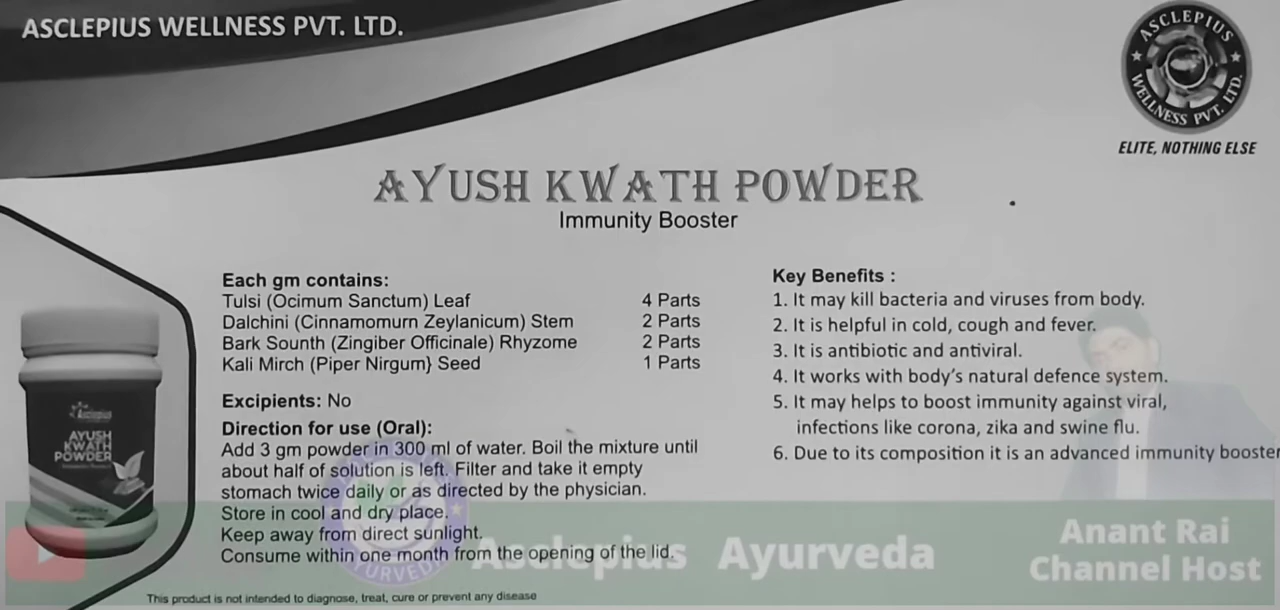 ASCLEPIUS WELLNESS PVT. LTD.
ASCLEPIUS
WELLNESS PVT. LTD.
ELITE, NOTHING ELSE
AYUSH KWATH POWDER
Immunity Booster
Each gm contains:
Tulsi (Ocimum Sanctum) Leaf 4 Parts
Dalchini (Cinnamomurn Zeylanicum) Stem 2 Parts
Bark Sounth (Zingiber Officinale) Rhyzome 2 Parts
Kali Mirch (Piper Nirgum} Seed 1 Parts
Excipients: No
Direction for use (Oral):
Add 3 gm powder in 300 ml of water. Boil the mixture until
about half of solution is left. Filter and take it empty
stomach twice daily or as directed by the physician.
Store in cool and dry place.
Keep away from direct sunlight.
Consume within one month from the opening of the lid.
Key Benefits :
1. It may kill bacteria and viruses from body.
2. It is helpful in cold, cough and fever.
3. It is antibiotic and antiviral.
4. It works with body's natural defence system.
5. It may helps to boost immunity against viral,
infections like corona, zika and swine flu.
6. Due to its composition it is an advanced immunity booster
Asclepius
AYUSH
KWATH
POWDER
Asclepius Ayurveda
Anant Rai
Channel Host
This product is not intended to diagnose, treat, cure or prevent any disease